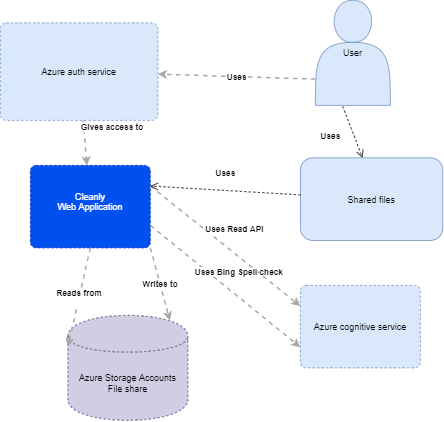 User
Azure auth service
Uses
Gives access to
Uses
Uses
Cleanly
Web Application
Shared files
Uses Read API
Uses Bing Spell check
Writes to
Reads from
Azure cognitive service
Azure Storage Accounts
File share